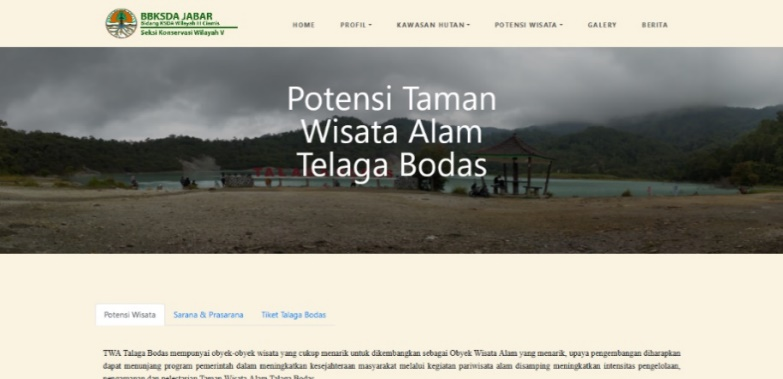 BBKSDA JABAR
Bidang KSDA Wilayah III Ciamis
Seksi Konservasi Wilayah V
HOME PROFIL KAWASAN HUTAN POTENSI WISATA GALERY BERITA
Potensi Taman
Wisata Alam
Telaga Bodas
Potensi Wisata Sarana & Prasarana Tiket Talaga Bodas
TWA Talaga Bodas mempunyai obyek-obyek wisata yang cukup menarik untuk dikembangkan sebagai Obyek Wisata Alam yang menarik, upaya pengembangan diharapkan
dapat menunjang program pemerintah dalam meningkatkan kesejahteraan masyarakat melalui kegiatan pariwisata alam disamping meningkatkan intensitas pengelolaan,
pengamanan dan pelestarian Taman Wisata Alam Talaga Bodas